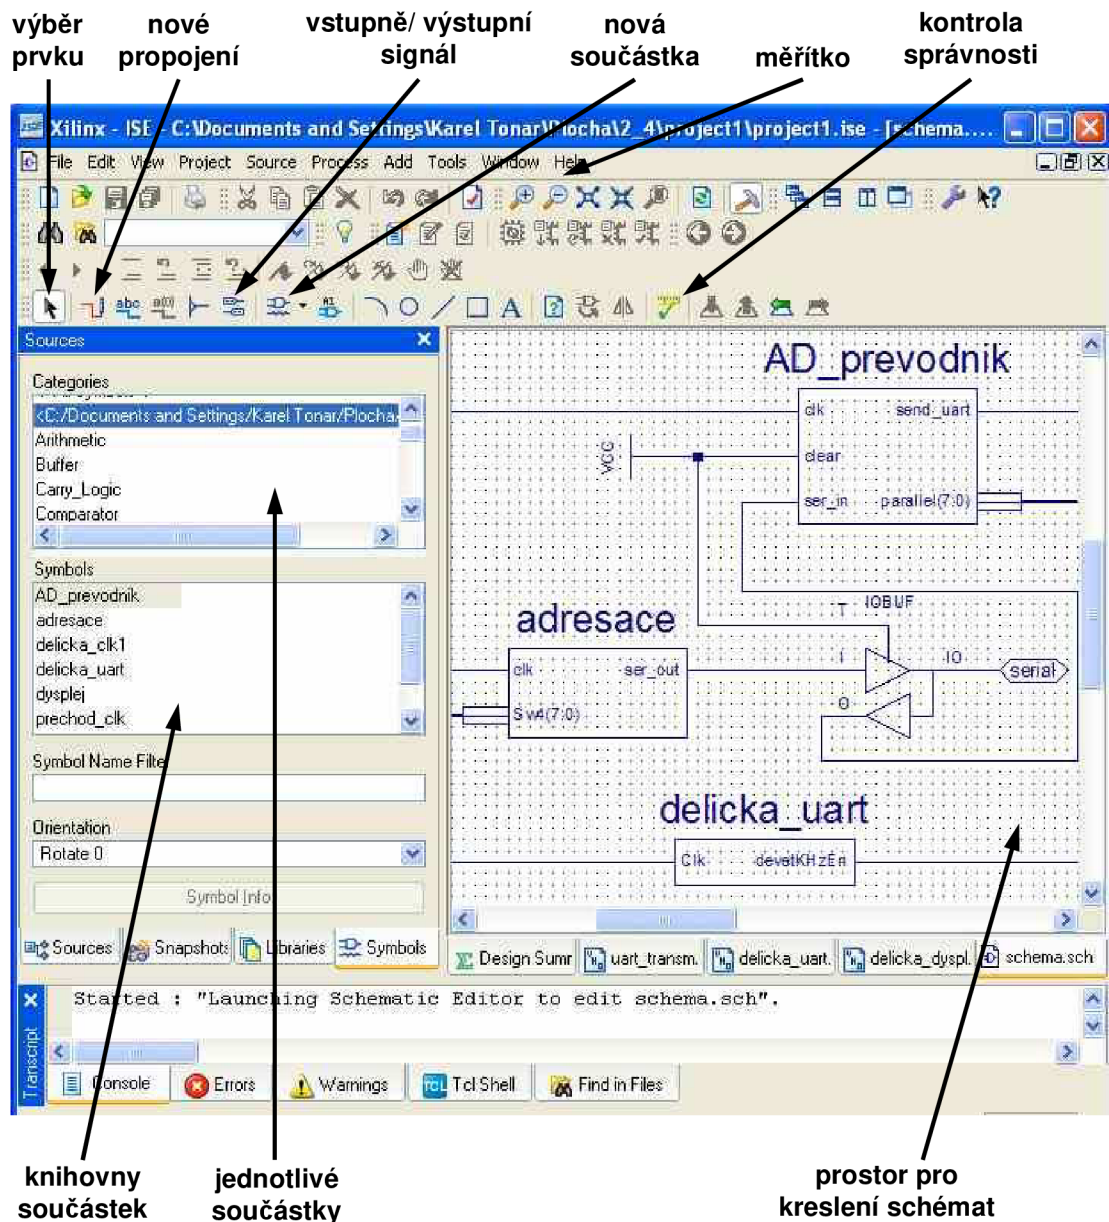 výběr
prvku
nové
propojení
vstupně/ výstupní
signál
nová
součástka
měřítko
kontrola
správnosti
Xilinx - ISE - C:\Documents and Settings\Karel Tonar\Plocha\2_4\project1\project1.ise - [schema....
File Edit View Project Source Process Add Tools Window Help
Sources
Categories
<C:/Documents and Settings/Karel Tonar/Plocha/
Arithmetic
Buffer
Carry_Logic
Comparator
Symbols
AD_prevodnik
adresace
delicka_clk1
delicka_uart
dysplej
prechod_clk
Symbol Name Filter
Orientation
Rotate 0
Symbol Info
Sources Snapshots Libraries Symbols
AD_prevodnik
clk send_uart
VCC
clear
ser_in parallel(7:0)
IOBUF
adresace
clk ser_out
I IO
serial
O
Sw4(7:0)
delicka_uart
Clk devetKHzEn
Design Sumr uart_transm. delicka_uart. delicka_dyspl. schema.sch
Started : "Launching Schematic Editor to edit schema.sch".
Transcript
Console Errors Warnings Tcl Shell Find in Files
knihovny
součástek
jednotlivé
součástky
prostor pro
kreslení schémat